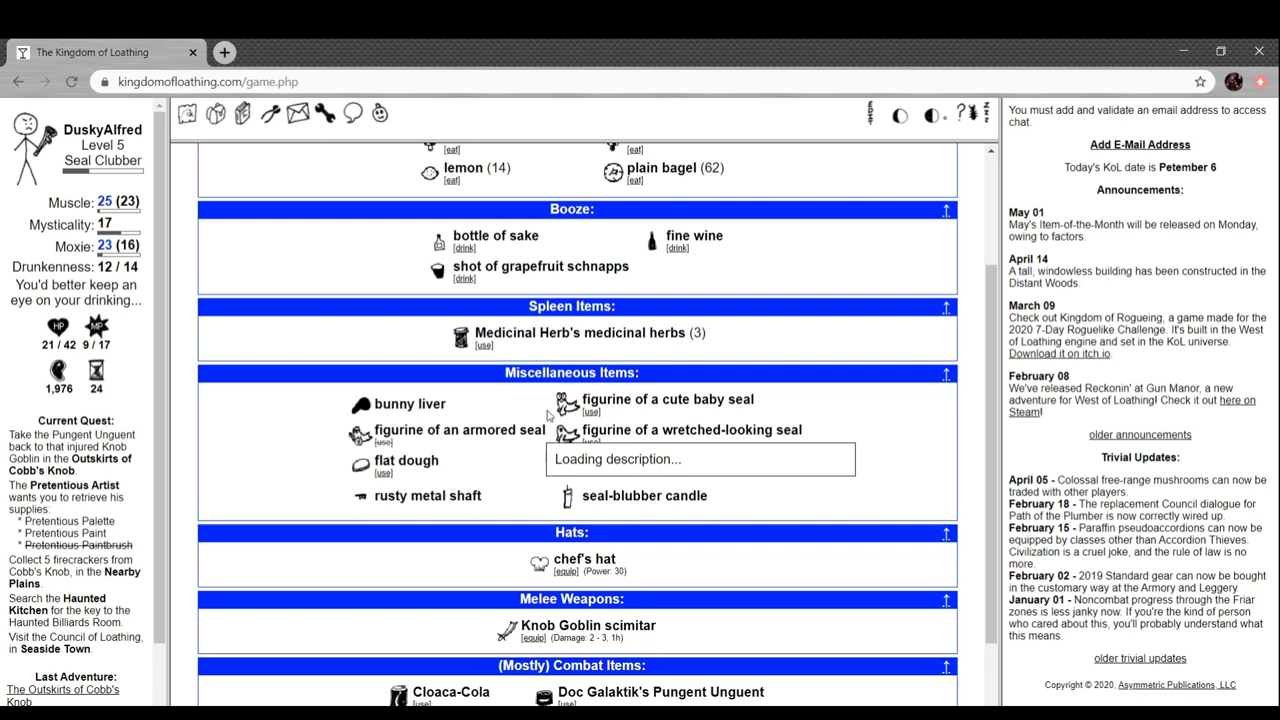 The Kingdom of Loathing
kingdomofloathing.com/game.php
DuskyAlfred
Level 5
Seal Clubber
Muscle: 25 (23)
Mysticality: 17
Moxie: 23 (16)
Drunkenness: 12 / 14
You'd better keep an
eye on your drinking...
HP
MP
21 / 42
9 / 17
1,976
24
Current Quest:
Take the Pungent Unguent
back to that injured Knob
Goblin in the Outskirts of
Cobb's Knob.
The Pretentious Artist
wants you to retrieve his
supplies:
* Pretentious Palette
* Pretentious Paint
* Pretentious Paintbrush
Collect 5 firecrackers from
Cobb's Knob, in the Nearby
Plains.
Search the Haunted
Kitchen for the key to the
Haunted Billiards Room.
Visit the Council of Loathing,
in Seaside Town.
Last Adventure:
The Outskirts of Cobb's
Knob
[eat]
[eat]
lemon (14)
[eat]
plain bagel (62)
[eat]
Booze:
bottle of sake
[drink]
fine wine
[drink]
shot of grapefruit schnapps
[drink]
Spleen Items:
Medicinal Herb's medicinal herbs (3)
[use]
Miscellaneous Items:
bunny liver
figurine of a cute baby seal
[use]
figurine of an armored seal
[use]
figurine of a wretched-looking seal
[use]
flat dough
[use]
Loading description...
rusty metal shaft
seal-blubber candle
Hats:
chef's hat
[equip] (Power: 30)
Melee Weapons:
Knob Goblin scimitar
[equip] (Damage: 2 - 3, 1h)
(Mostly) Combat Items:
Cloaca-Cola
[use]
Doc Galaktik's Pungent Unguent
[use]
You must add and validate an email address to access
chat.
Add E-Mail Address
Today's KoL date is Petember 6
Announcements:
May 01
May's Item-of-the-Month will be released on Monday,
owing to factors.
April 14
A tall, windowless building has been constructed in the
Distant Woods.
March 09
Check out Kingdom of Rogueing, a game made for the
2020 7-Day Roguelike Challenge. It's built in the West
of Loathing engine and set in the KoL universe.
Download it on itch.io.
February 08
We've released Reckonin' at Gun Manor, a new
adventure for West of Loathing! Check it out here on
Steam!
older announcements
Trivial Updates:
April 05 - Colossal free-range mushrooms can now be
traded with other players.
February 18 - The replacement Council dialogue for
Path of the Plumber is now correctly wired up.
February 15 - Paraffin pseudoaccordions can now be
equipped by classes other than Accordion Thieves.
Civilization is a cruel joke, and the rule of law is no
more.
February 02 - 2019 Standard gear can now be bought
in the customary way at the Armory and Leggery.
January 01 - Noncombat progress through the Friar
zones is less janky now. If you're the kind of person
who cared about this, you'll probably understand what
this means.
older trivial updates
Copyright © 2020, Asymmetric Publications, LLC